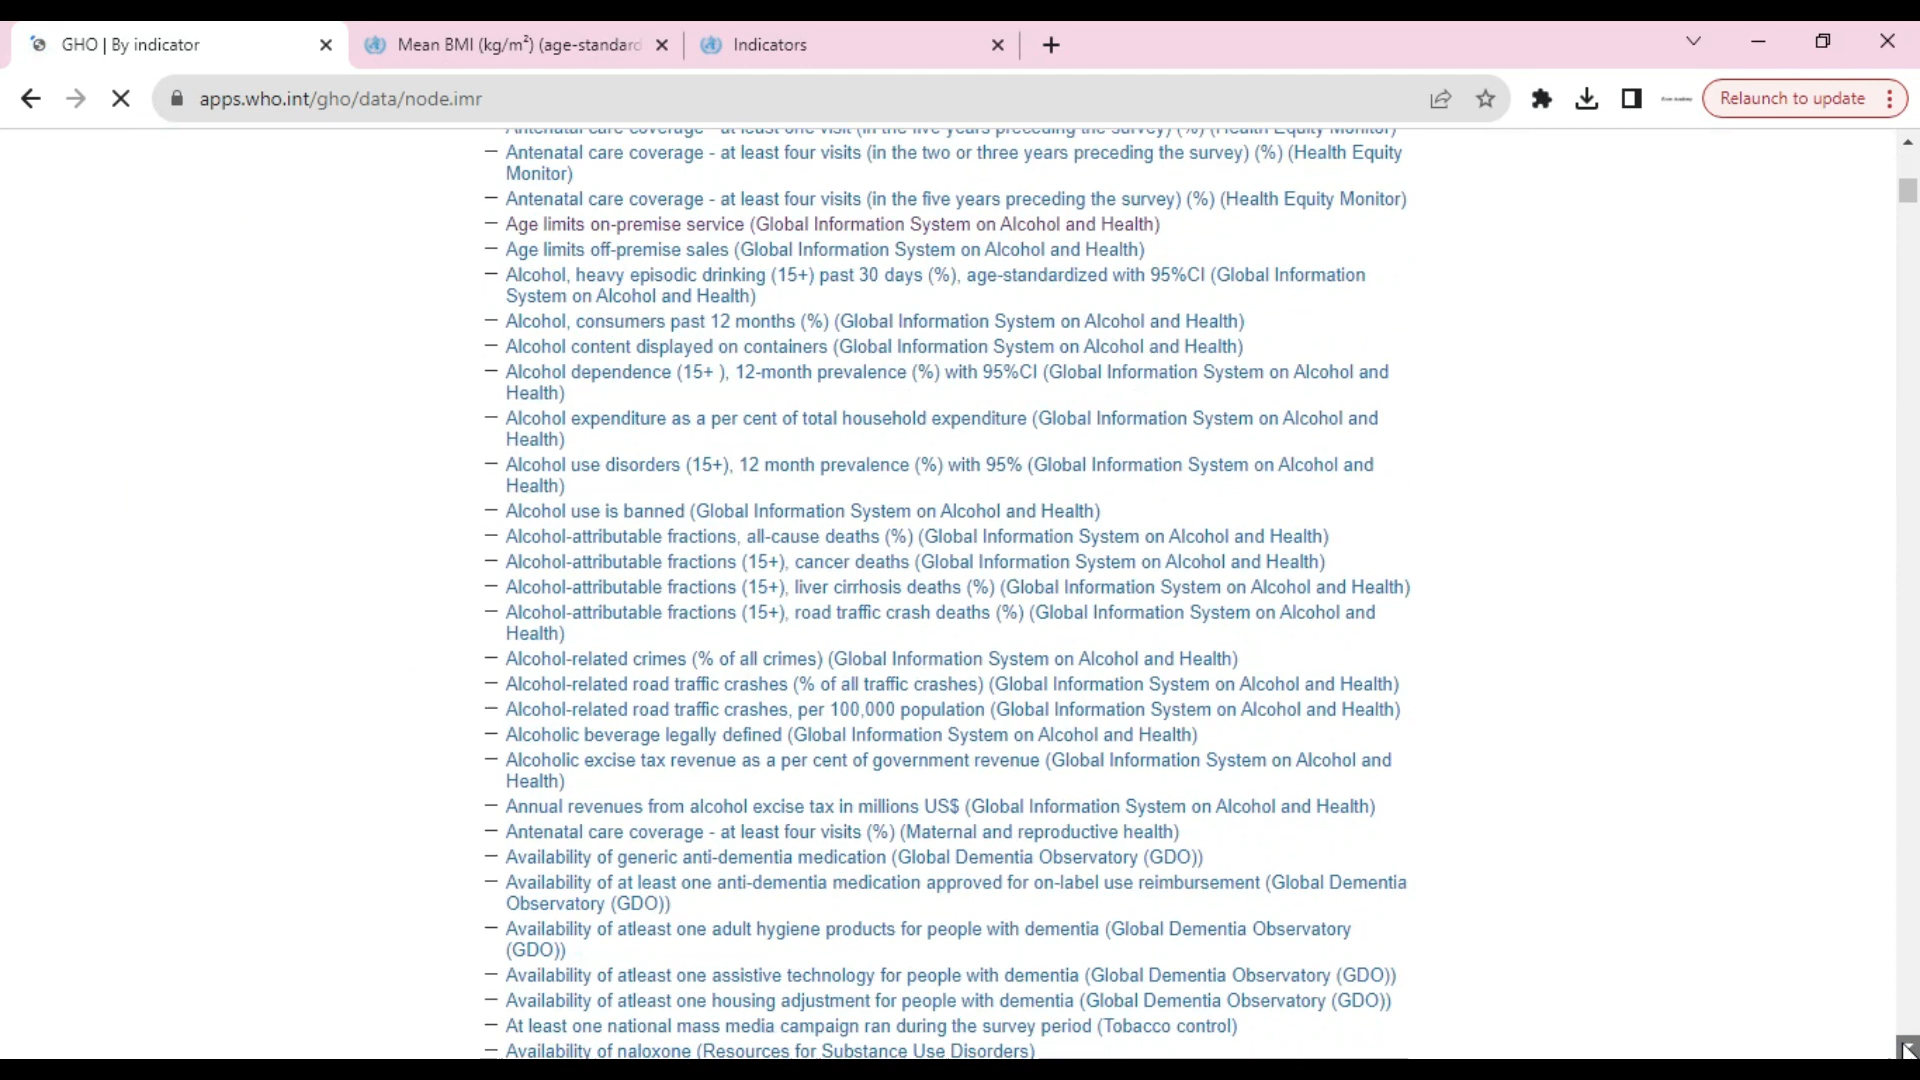 GHO | By indicator
Mean BMI (kg/m²) (age-standard
Indicators
apps.who.int/gho/data/node.imr
Relaunch to update
Antenatal care coverage - at least one visit (in the five years preceding the survey) (%) (Health Equity Monitor)
– Antenatal care coverage - at least four visits (in the two or three years preceding the survey) (%) (Health Equity
Monitor)
– Antenatal care coverage - at least four visits (in the five years preceding the survey) (%) (Health Equity Monitor)
– Age limits on-premise service (Global Information System on Alcohol and Health)
– Age limits off-premise sales (Global Information System on Alcohol and Health)
– Alcohol, heavy episodic drinking (15+) past 30 days (%), age-standardized with 95%CI (Global Information
System on Alcohol and Health)
– Alcohol, consumers past 12 months (%) (Global Information System on Alcohol and Health)
– Alcohol content displayed on containers (Global Information System on Alcohol and Health)
– Alcohol dependence (15+ ), 12-month prevalence (%) with 95%CI (Global Information System on Alcohol and
Health)
– Alcohol expenditure as a per cent of total household expenditure (Global Information System on Alcohol and
Health)
– Alcohol use disorders (15+), 12 month prevalence (%) with 95% (Global Information System on Alcohol and
Health)
– Alcohol use is banned (Global Information System on Alcohol and Health)
– Alcohol-attributable fractions, all-cause deaths (%) (Global Information System on Alcohol and Health)
– Alcohol-attributable fractions (15+), cancer deaths (Global Information System on Alcohol and Health)
– Alcohol-attributable fractions (15+), liver cirrhosis deaths (%) (Global Information System on Alcohol and Health)
– Alcohol-attributable fractions (15+), road traffic crash deaths (%) (Global Information System on Alcohol and
Health)
– Alcohol-related crimes (% of all crimes) (Global Information System on Alcohol and Health)
– Alcohol-related road traffic crashes (% of all traffic crashes) (Global Information System on Alcohol and Health)
– Alcohol-related road traffic crashes, per 100,000 population (Global Information System on Alcohol and Health)
– Alcoholic beverage legally defined (Global Information System on Alcohol and Health)
– Alcoholic excise tax revenue as a per cent of government revenue (Global Information System on Alcohol and
Health)
– Annual revenues from alcohol excise tax in millions US$ (Global Information System on Alcohol and Health)
– Antenatal care coverage - at least four visits (%) (Maternal and reproductive health)
– Availability of generic anti-dementia medication (Global Dementia Observatory (GDO))
– Availability of at least one anti-dementia medication approved for on-label use reimbursement (Global Dementia
Observatory (GDO))
– Availability of atleast one adult hygiene products for people with dementia (Global Dementia Observatory
(GDO))
– Availability of atleast one assistive technology for people with dementia (Global Dementia Observatory (GDO))
– Availability of atleast one housing adjustment for people with dementia (Global Dementia Observatory (GDO))
– At least one national mass media campaign ran during the survey period (Tobacco control)
– Availability of naloxone (Resources for Substance Use Disorders)